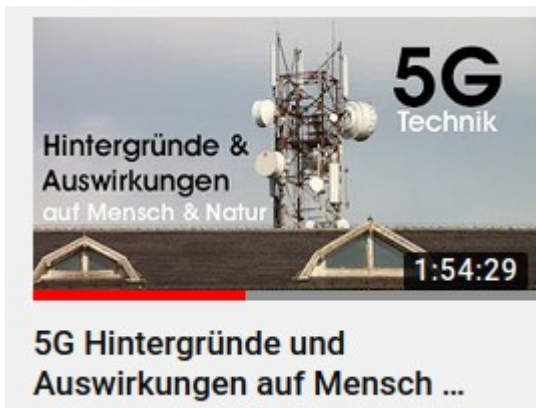 5G
Technik
Hintergründe &
Auswirkungen
auf Mensch & Natur
1:54:29
5G Hintergründe und
Auswirkungen auf Mensch ...